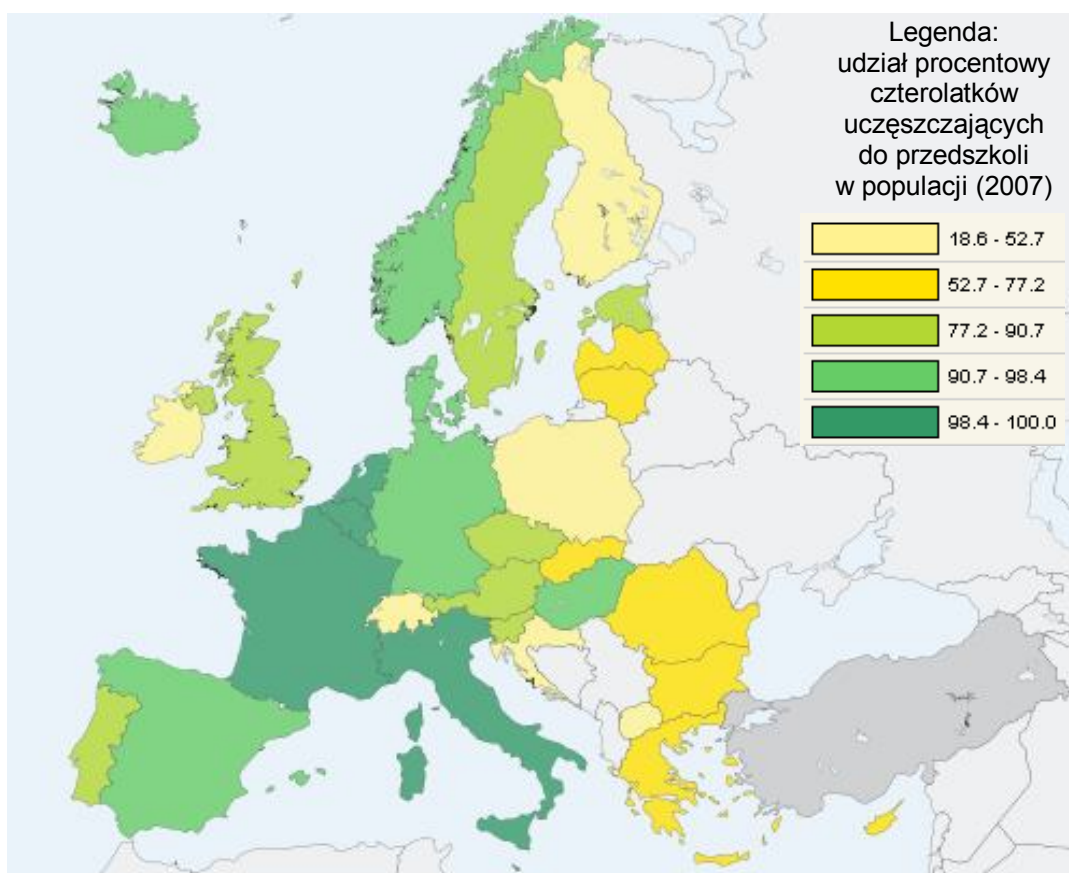 Legenda:
udział procentowy
czterolatków
uczęszczających
do przedszkoli
w populacji (2007)
18.6 - 52.7
52.7 - 77.2
77.2 - 90.7
90.7 - 98.4
98.4 - 100.0